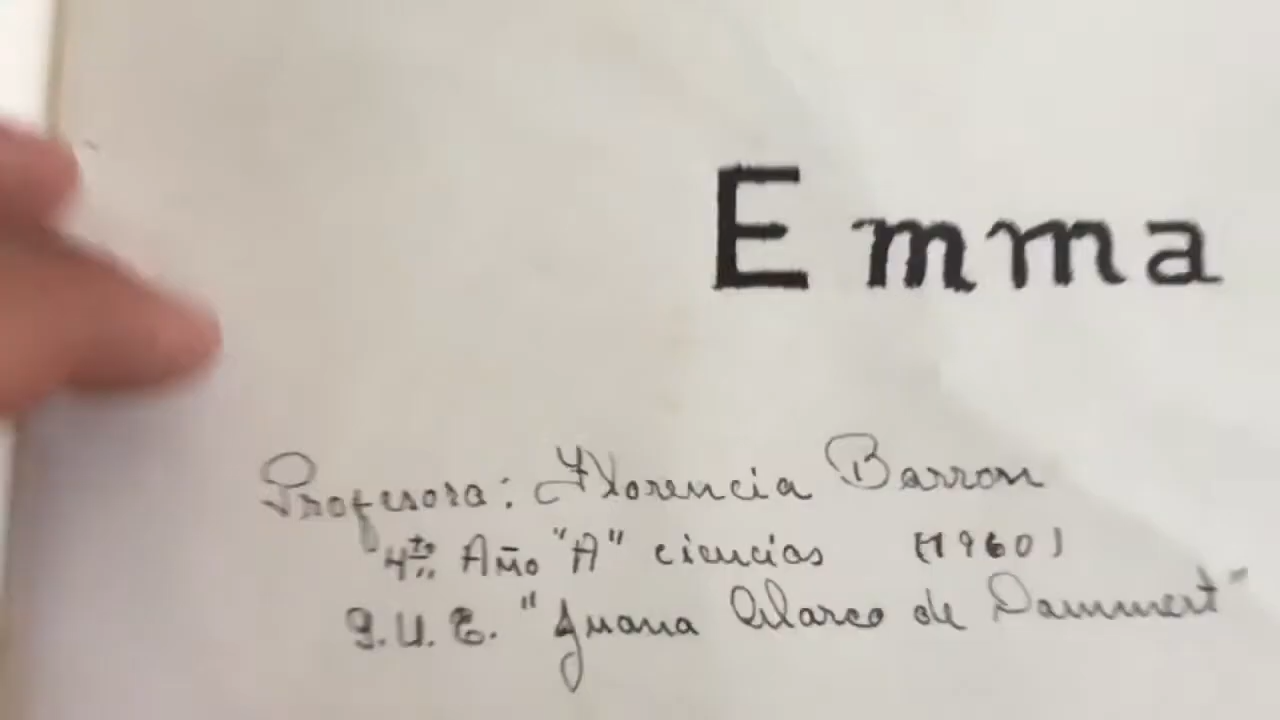 Emma
Profesora: Florencia Barron
4to Año "A" ciencias (1960)
G.U.E. "Juana Alarco de Dammert"